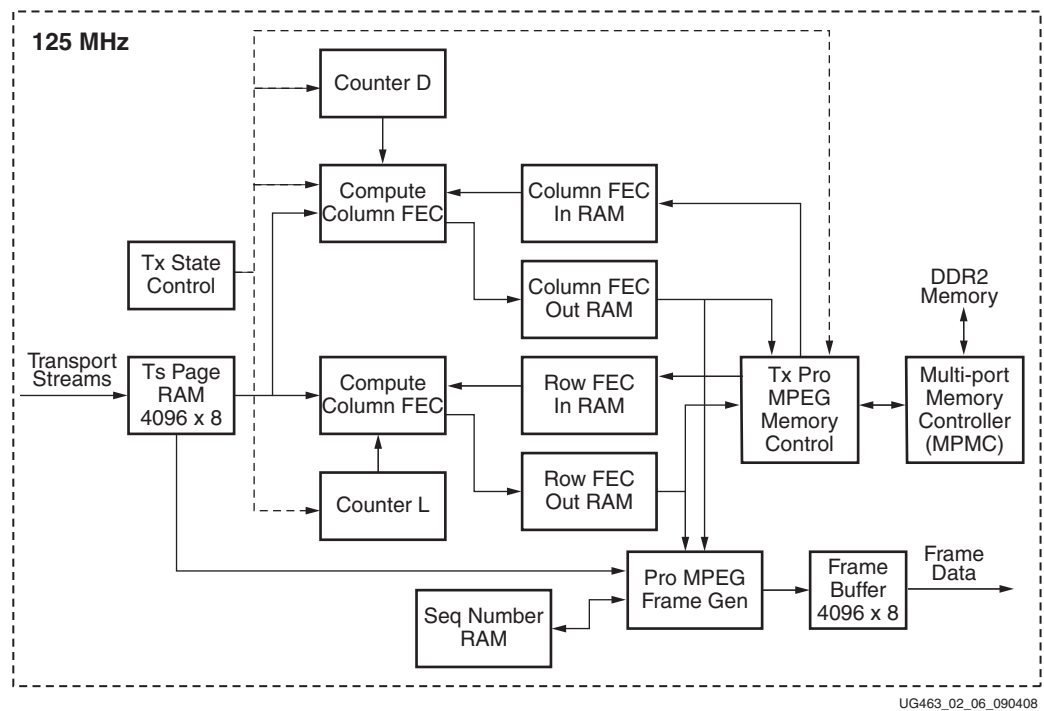 125 MHz
Counter D
Compute
Column FEC
Column FEC
In RAM
Tx State
Control
Column FEC
Out RAM
DDR2
Memory
Transport
Streams
Ts Page
RAM
4096 x 8
Compute
Column FEC
Row FEC
In RAM
Tx Pro
MPEG
Memory
Control
Multi-port
Memory
Controller
(MPMC)
Counter L
Row FEC
Out RAM
Pro MPEG
Frame Gen
Frame
Buffer
4096 x 8
Frame
Data
Seq Number
RAM
UG463_02_06_090408